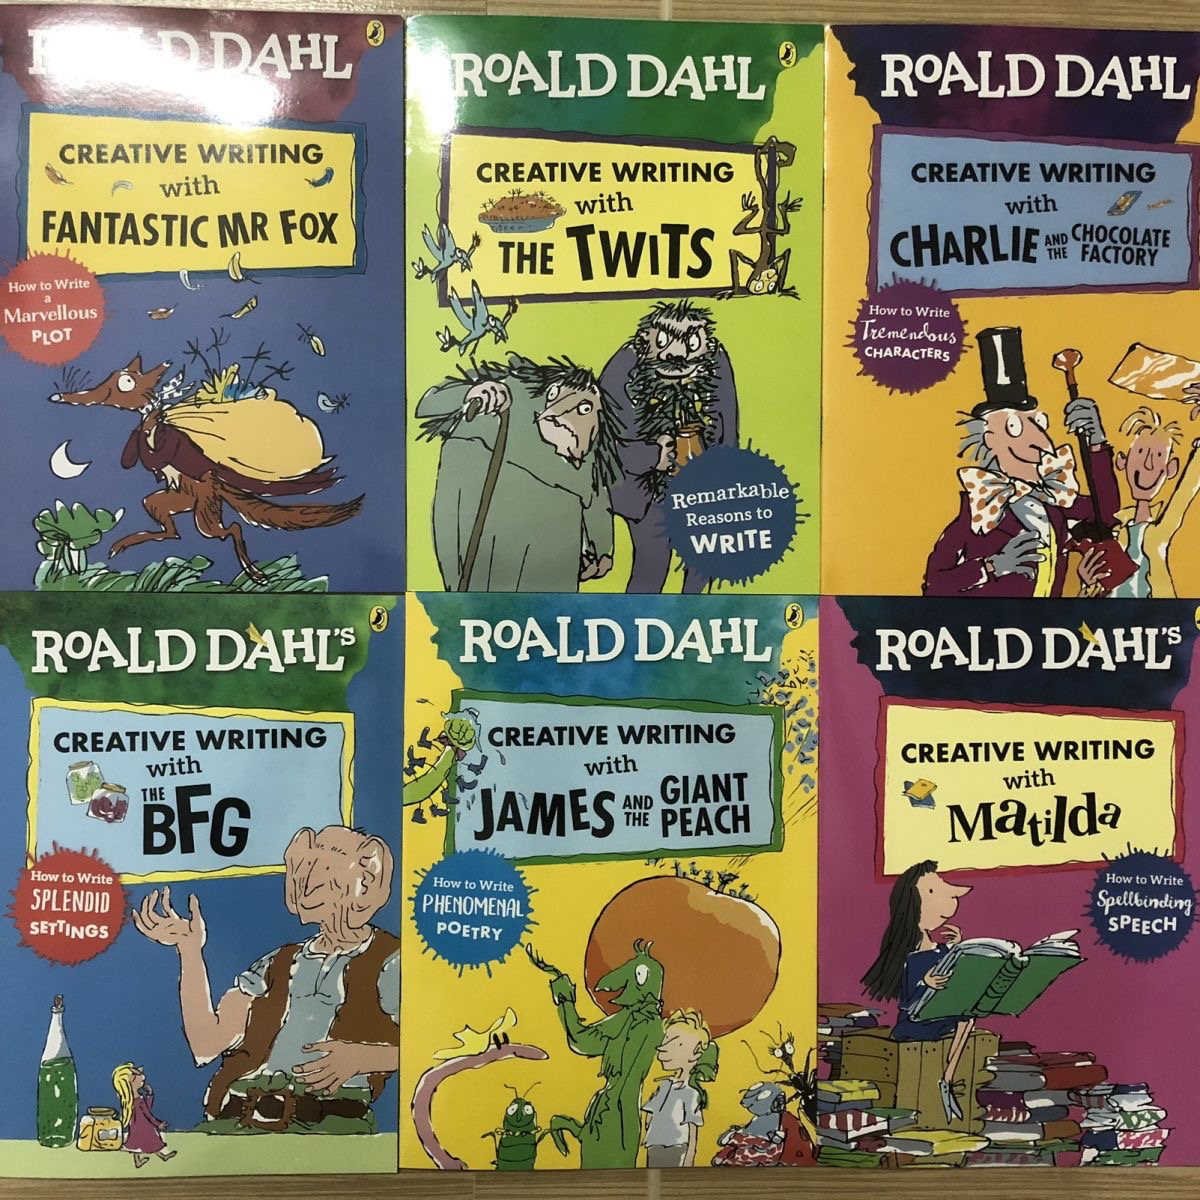 ROALD DAHL
CREATIVE WRITING
with
FANTASTIC MR FOX
How to Write
a
Marvellous
PLOT
ROALD DAHL
CREATIVE WRITING
with
THE TWITS
Remarkable
Reasons to
WRITE
ROALD DAHL
CREATIVE WRITING
with
CHARLIE AND THE CHOCOLATE FACTORY
How to Write
Tremendous
CHARACTERS
ROALD DAHL'S
CREATIVE WRITING
with
THE BFG
How to Write
SPLENDID
SETTINGS
ROALD DAHL
CREATIVE WRITING
with
JAMES AND THE GIANT PEACH
How to Write
PHENOMENAL
POETRY
ROALD DAHL'S
CREATIVE WRITING
with
Matilda
How to Write
Spellbinding
SPEECH